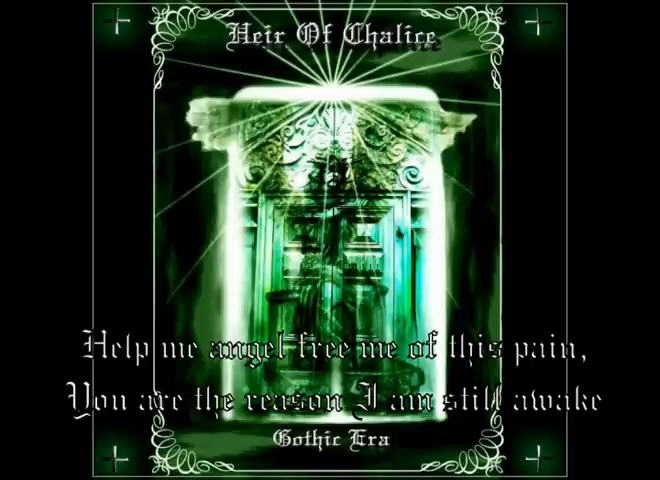 Heir Of Chalice
Help me angel free me of this pain,
You are the reason I am still awake
Gothic Era